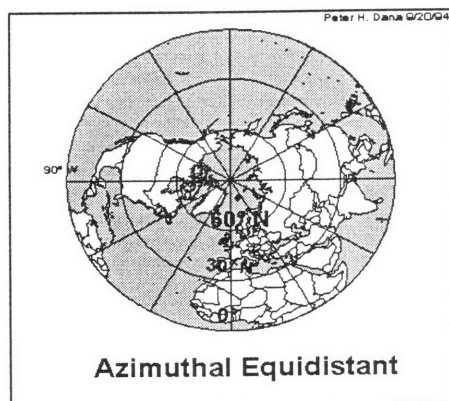 Peter H. Dana 9/20/94
90° W
60° N
30° N
0°
Azimuthal Equidistant